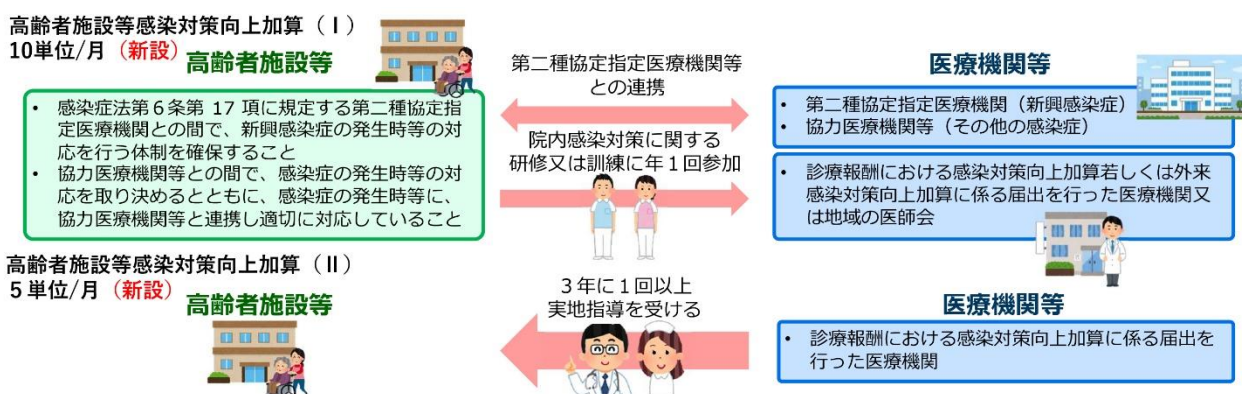 高齢者施設等感染対策向上加算（Ⅰ）
10単位/月（新設）
高齢者施設等
• 感染症法第６条第 17 項に規定する第二種協定指
定医療機関との間で、新興感染症の発生時等の対
応を行う体制を確保すること
• 協力医療機関等との間で、感染症の発生時等の対
応を取り決めるとともに、感染症の発生時等に、
協力医療機関等と連携し適切に対応していること
第二種協定指定医療機関等
との連携
院内感染対策に関する
研修又は訓練に年１回参加
医療機関等
• 第二種協定指定医療機関（新興感染症）
• 協力医療機関等（その他の感染症）
• 診療報酬における感染対策向上加算若しくは外来
感染対策向上加算に係る届出を行った医療機関又
は地域の医師会
高齢者施設等感染対策向上加算（Ⅱ）
５単位/月（新設）
高齢者施設等
３年に１回以上
実地指導を受ける
医療機関等
• 診療報酬における感染対策向上加算に係る届出を
行った医療機関